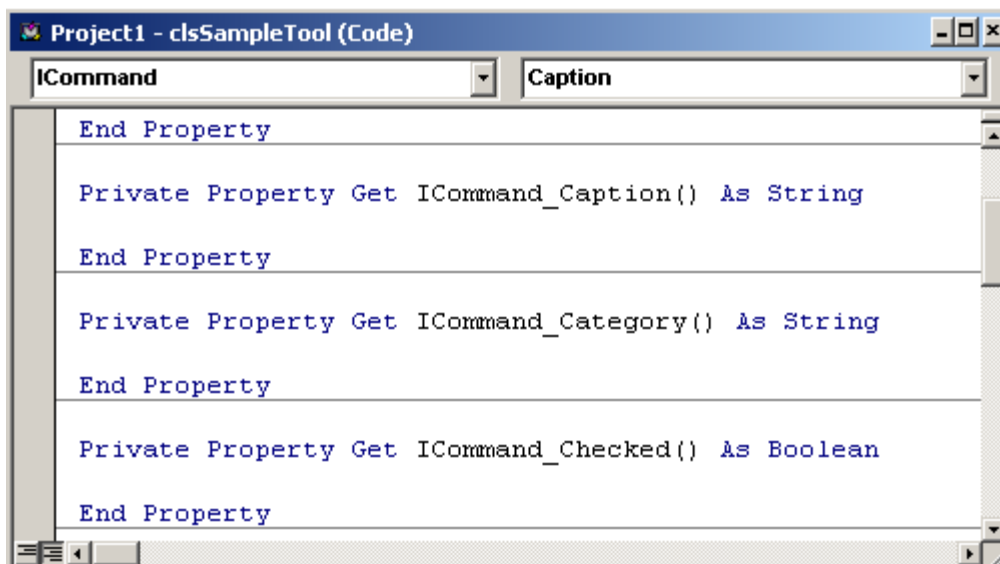 Project1 - clsSampleTool (Code)
ICommand Caption
End Property
Private Property Get ICommand_Caption() As String
End Property
Private Property Get ICommand_Category() As String
End Property
Private Property Get ICommand_Checked() As Boolean
End Property